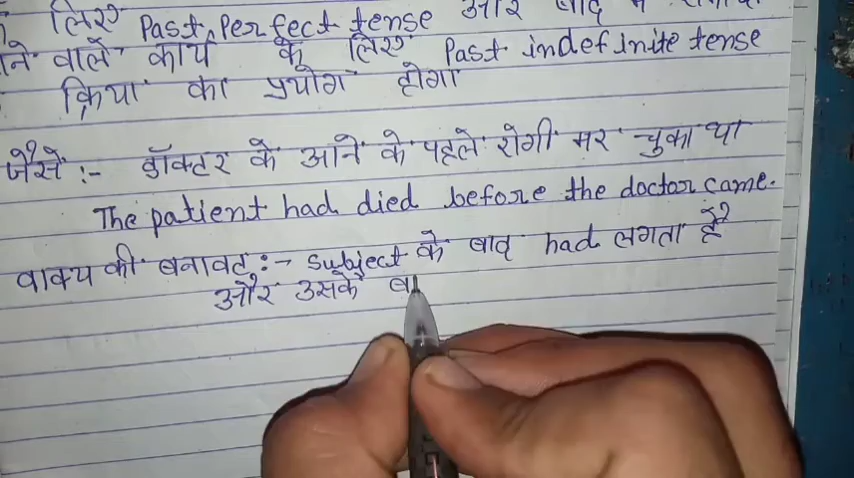 लिए Past Perfect tense और बाद में
वाले कार्य के लिए Past indefinite tense
क्रिया का प्रयोग होगा
जैसे :- डॉक्टर के आने के पहले रोगी मर चुका था
The patient had died before the doctor came.
वाक्य की बनावट :- subject के बाद had लगता है
और उसके बा